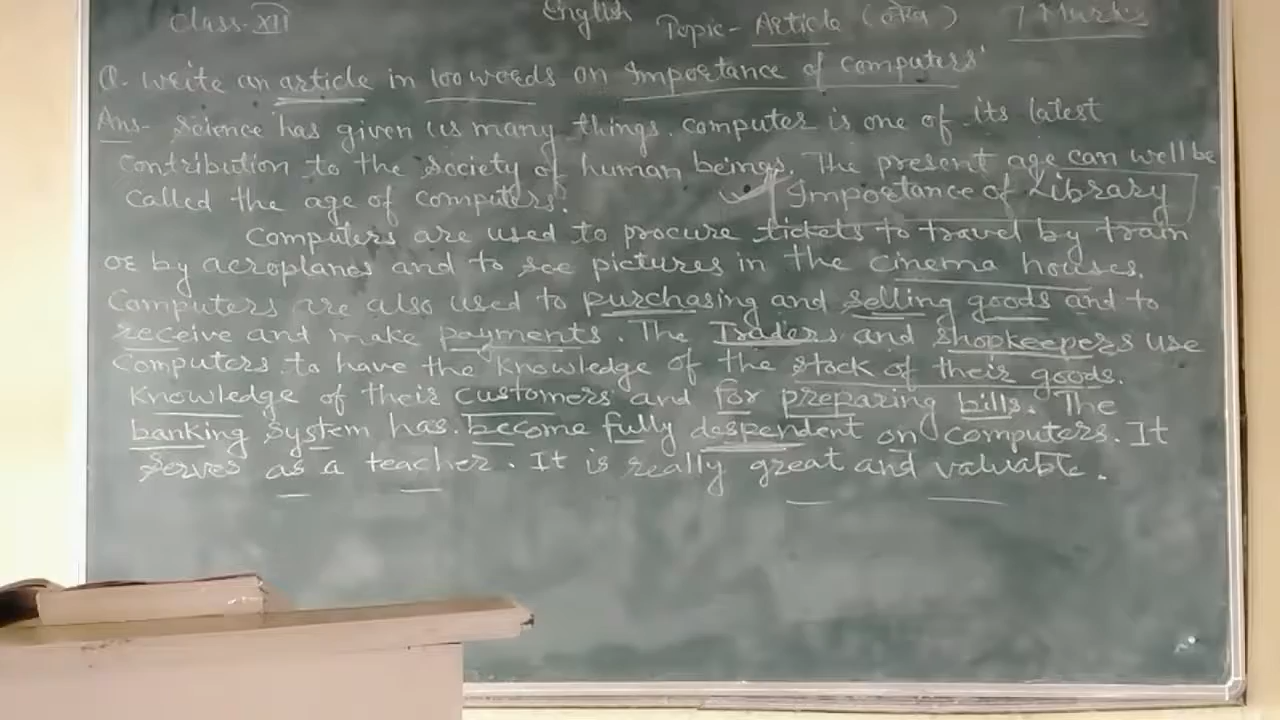 Class-XII English Topic-Article (लेख) 7 Marks
Q. Write an article in 100 words on Importance of Computers'
Ans- Science has given us many things. Computer is one of its latest
contribution to the society of human beings. The present age can well be
called the age of computers.
Importance of Library
Computers are used to procure tickets to travel by train
or by aeroplanes and to see pictures in the cinema houses.
Computers are also used to purchasing and selling goods and to
receive and make payments. The Traders and shopkeepers use
Computers to have the knowledge of the stock of their goods.
Knowledge of their customers and for preparing bills. The
banking System has become fully despendent on Computers. It
serves as a teacher. It is really great and valuable.